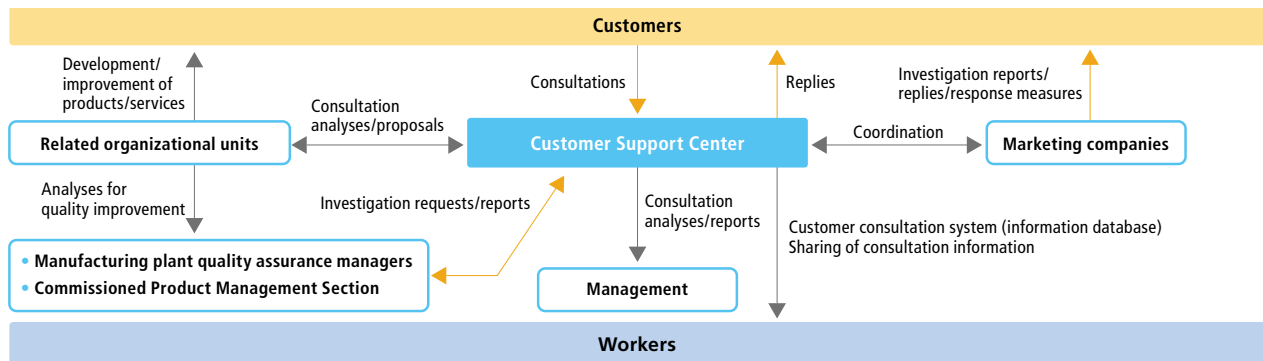 Customers
Development/
improvement of
products/services
Consultation
analyses/proposals
Consultations
Replies
Investigation reports/
replies/response measures
Related organizational units
Customer Support Center
Coordination
Marketing companies
Analyses for
quality improvement
Investigation requests/reports
Consultation
analyses/reports
Customer consultation system (information database)
Sharing of consultation information
• Manufacturing plant quality assurance managers
• Commissioned Product Management Section
Management
Workers